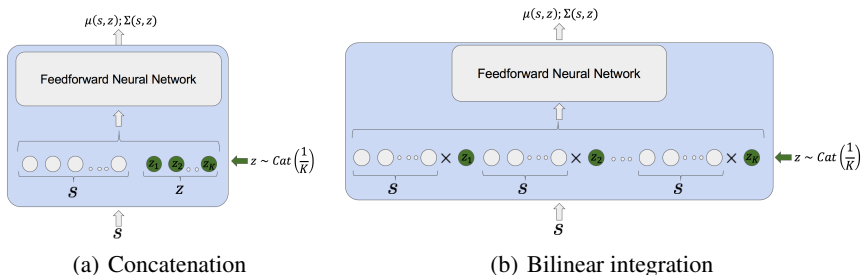 μ(s,z); Σ(s,z)
Feedforward Neural Network
z₁ z₂ z_K
z ~ Cat(1/K)
s z
s
(a) Concatenation
μ(s,z); Σ(s,z)
Feedforward Neural Network
× z₁ × z₂ × z_K
z ~ Cat(1/K)
s s s
s
(b) Bilinear integration